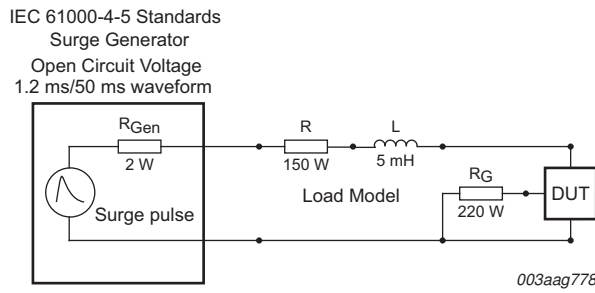 IEC 61000-4-5 Standards
Surge Generator
Open Circuit Voltage
1.2 ms/50 ms waveform
RGen
2 W
Surge pulse
R
150 W
L
5 mH
Load Model
RG
220 W
DUT
003aag778